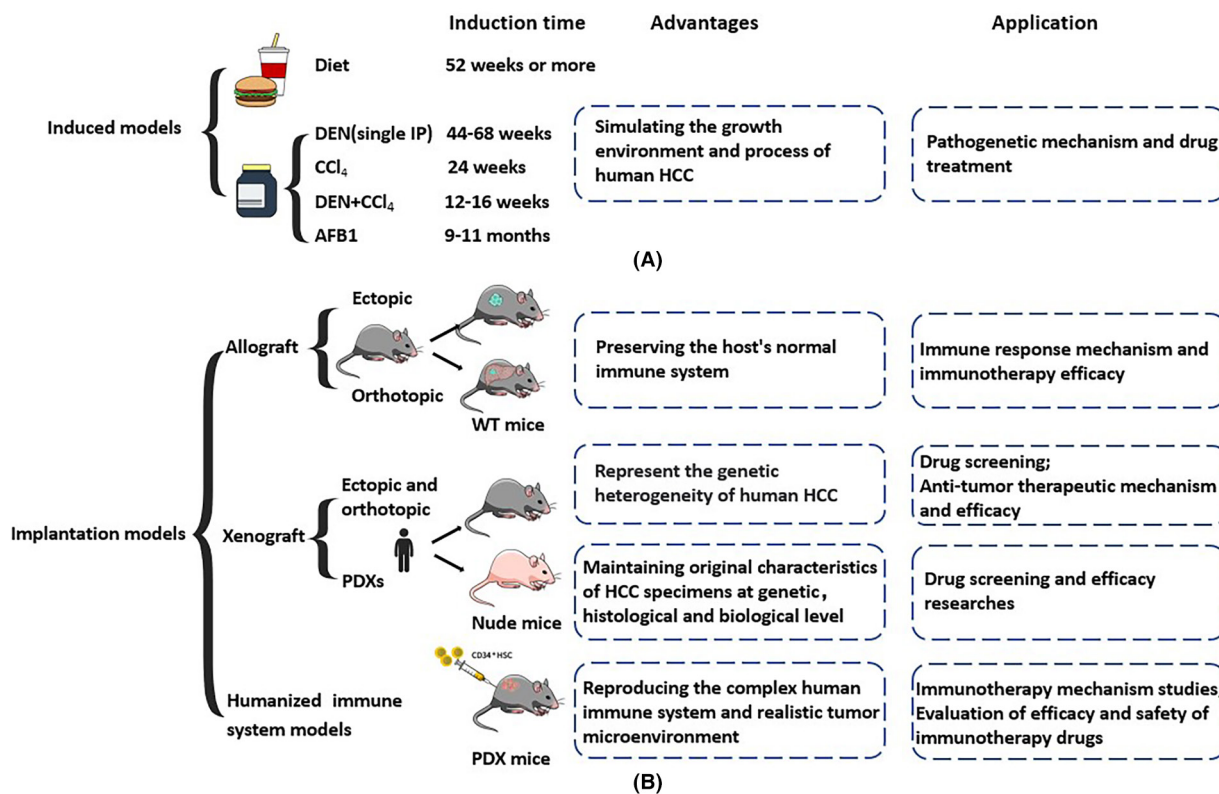 Induction time
Advantages
Application
Diet
52 weeks or more
Induced models
DEN(single IP)
44-68 weeks
CCl₄
24 weeks
DEN+CCl₄
12-16 weeks
AFB1
9-11 months
Simulating the growth
environment and process of
human HCC
Pathogenetic mechanism and drug
treatment
(A)
Implantation models
Allograft
Ectopic
Orthotopic
WT mice
Preserving the host's normal
immune system
Immune response mechanism and
immunotherapy efficacy
Xenograft
Ectopic and
orthotopic
PDXs
Nude mice
Represent the genetic
heterogeneity of human HCC
Drug screening;
Anti-tumor therapeutic mechanism
and efficacy
Maintaining original characteristics
of HCC specimens at genetic,
histological and biological level
Drug screening and efficacy
researches
Humanized immune
system models
CD34⁺HSC
PDX mice
Reproducing the complex human
immune system and realistic tumor
microenvironment
Immunotherapy mechanism studies;
Evaluation of efficacy and safety of
immunotherapy drugs
(B)